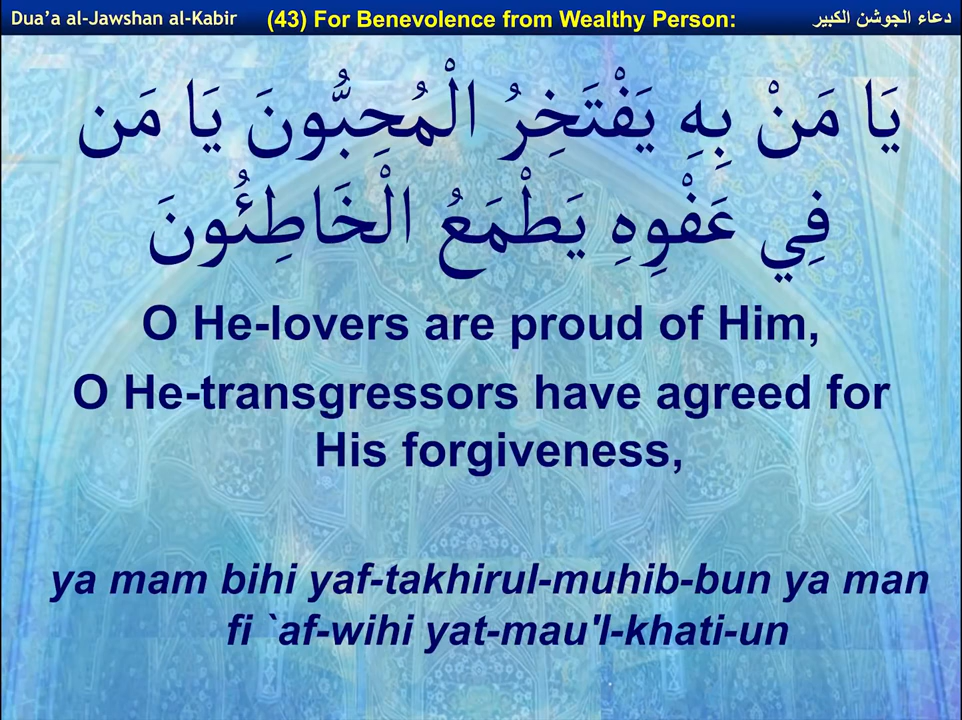 Dua'a al-Jawshan al-Kabir (43) For Benevolence from Wealthy Person: دعاء الجوشن الكبير
يَا مَنْ بِهِ يَفْتَخِرُ الْمُحِبُّونَ يَا مَن
فِي عَفْوِهِ يَطْمَعُ الْخَاطِئُونَ
O He-lovers are proud of Him,
O He-transgressors have agreed for
His forgiveness,
ya mam bihi yaf-takhirul-muhib-bun ya man
fi `af-wihi yat-mau'l-khati-un